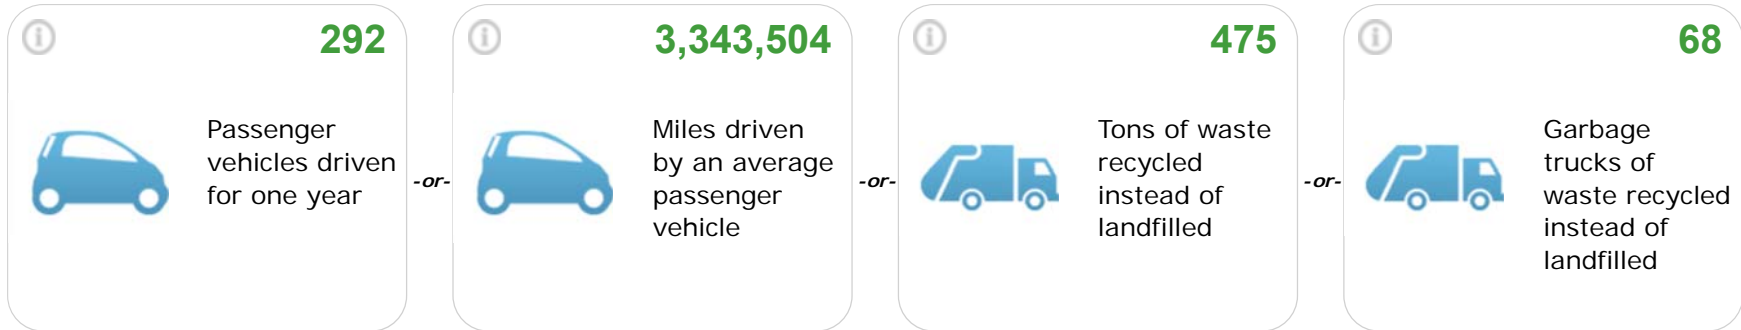 292
Passenger
vehicles driven
for one year
-or-
3,343,504
Miles driven
by an average
passenger
vehicle
-or-
475
Tons of waste
recycled
instead of
landfilled
-or-
68
Garbage
trucks of
waste recycled
instead of
landfilled